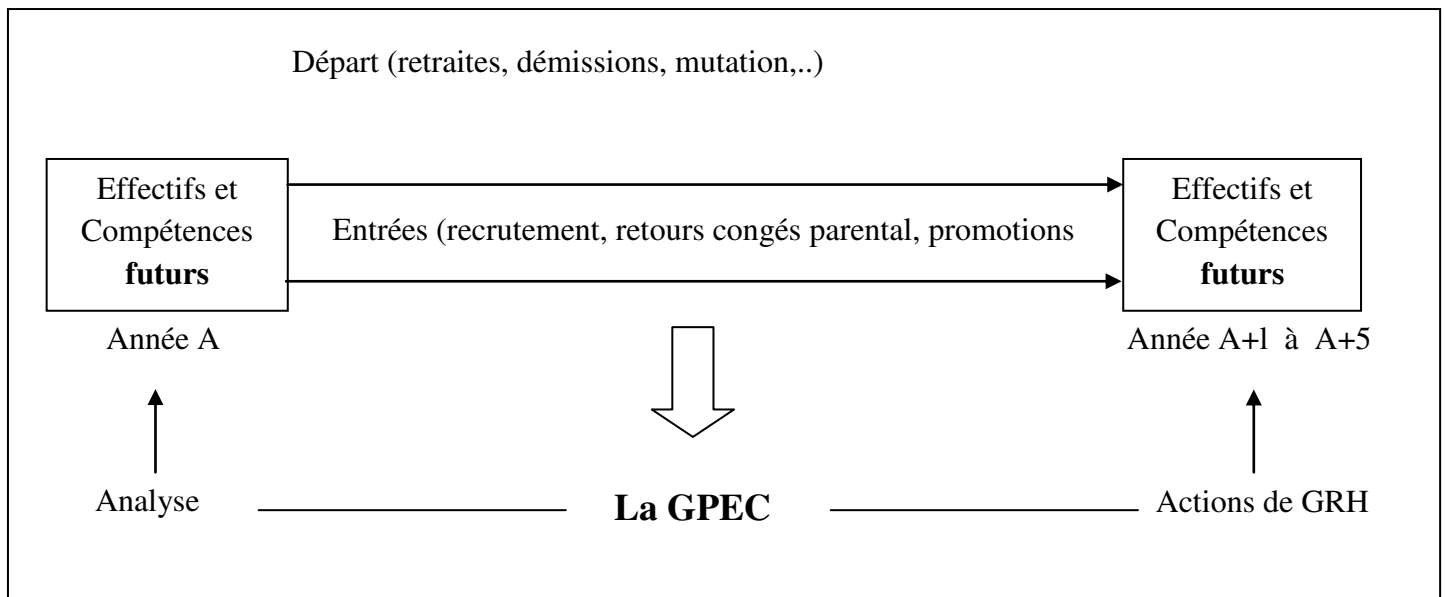 Départ (retraites, démissions, mutation,..)
Effectifs et
Compétences
futurs
Entrées (recrutement, retours congés parental, promotions
Effectifs et
Compétences
futurs
Année A
Année A+l à A+5
Analyse
La GPEC
Actions de GRH